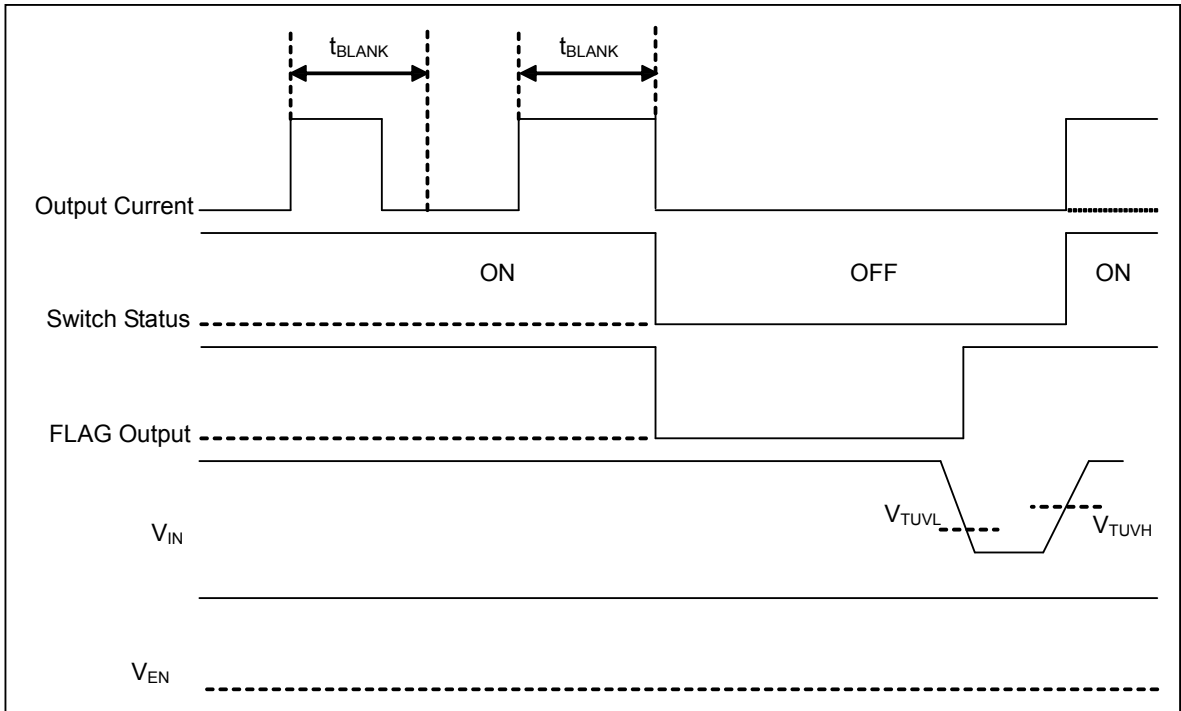 tBLANK
tBLANK
Output Current
ON
OFF
ON
Switch Status
FLAG Output
VTUVL
VTUVH
VIN
VEN